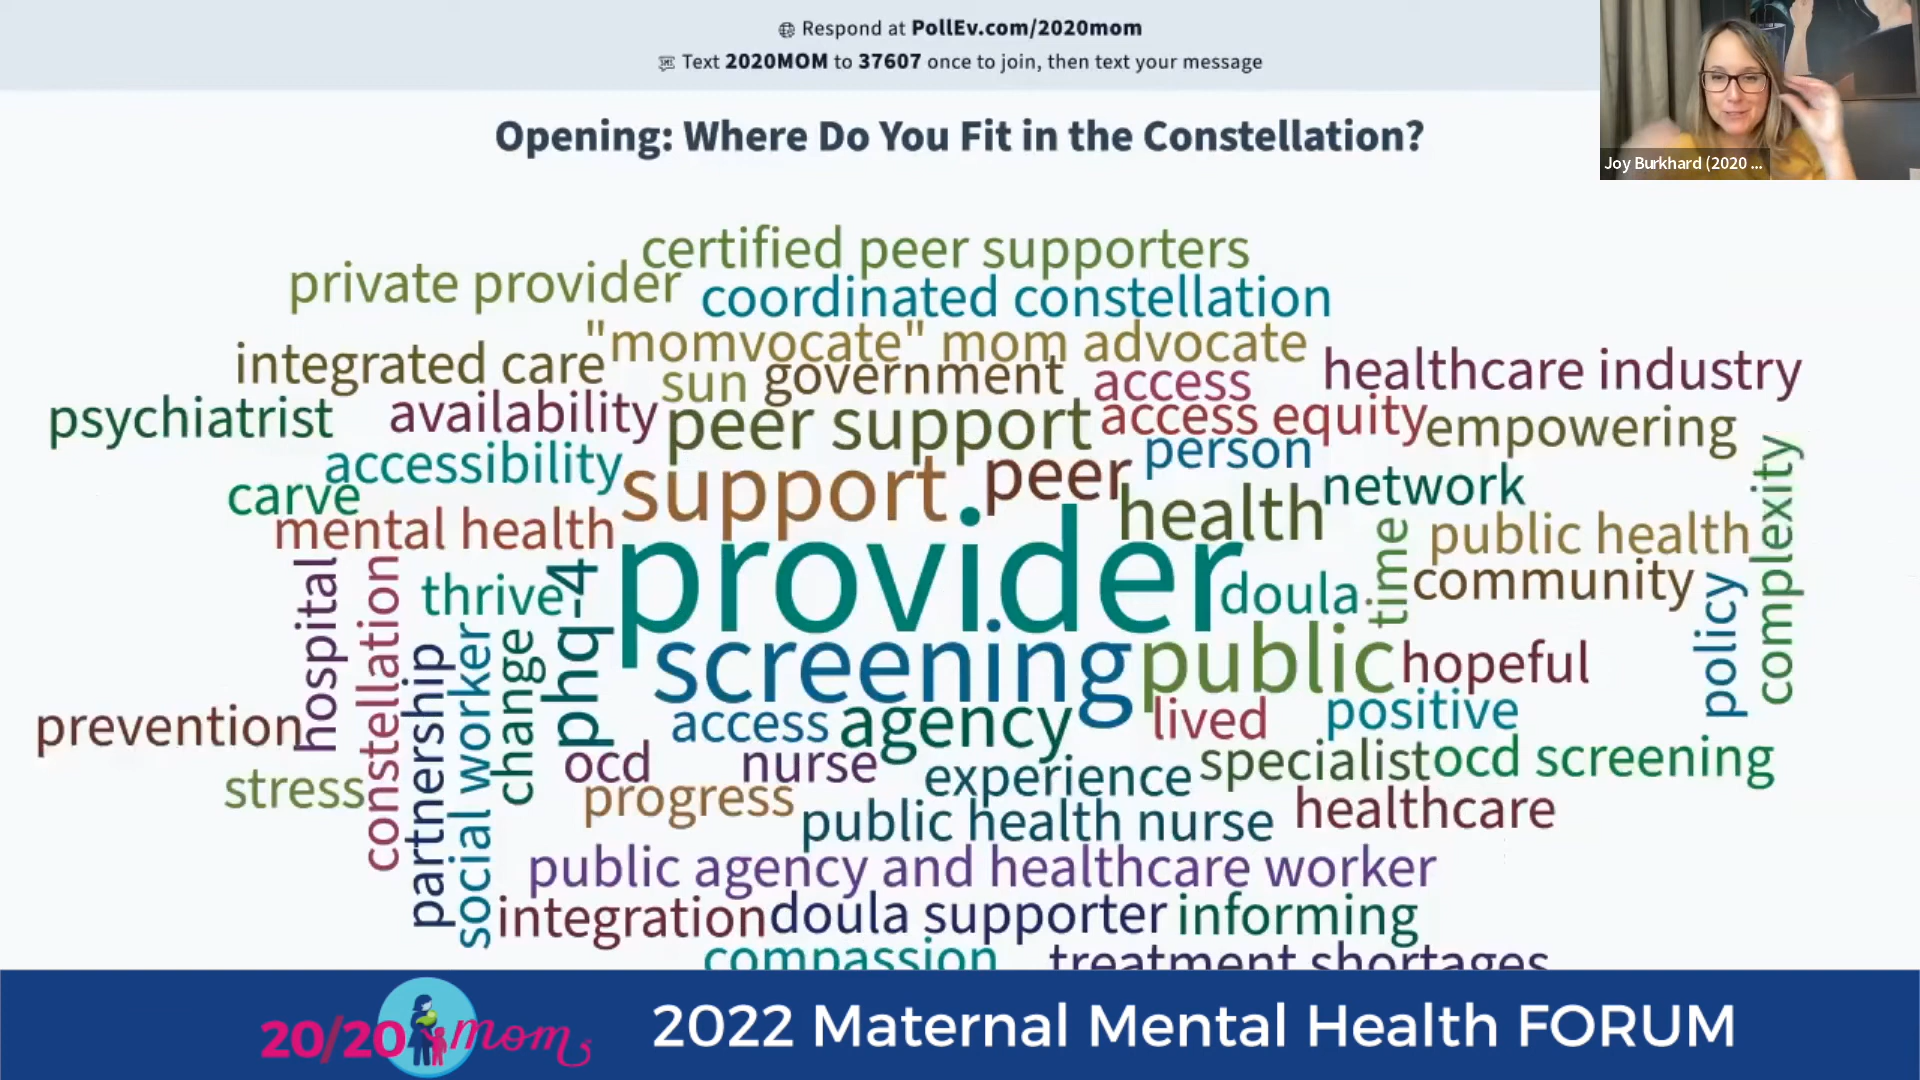 Respond at PollEv.com/2020mom
Text 2020MOM to 37607 once to join, then text your message
Joy Burkhard (2020 ...
Opening: Where Do You Fit in the Constellation?
certified peer supporters
private provider
coordinated constellation
"momvocate" mom advocate
integrated care
sun
government
access
healthcare industry
psychiatrist
availability
peer support
access equity
empowering
accessibility
support
peer
person
carve
health
network
mental health
provider
time
public health
complexity
hospital
constellation
thrive
phq-4
doula
community
policy
partnership
social worker
change
screening
public
hopeful
prevention
access
agency
lived
positive
stress
ocd
nurse
experience
specialist
ocd screening
progress
public health nurse
healthcare
public agency and healthcare worker
integration
doula supporter
informing
compassion
treatment shortages
20/20 mom
2022 Maternal Mental Health FORUM